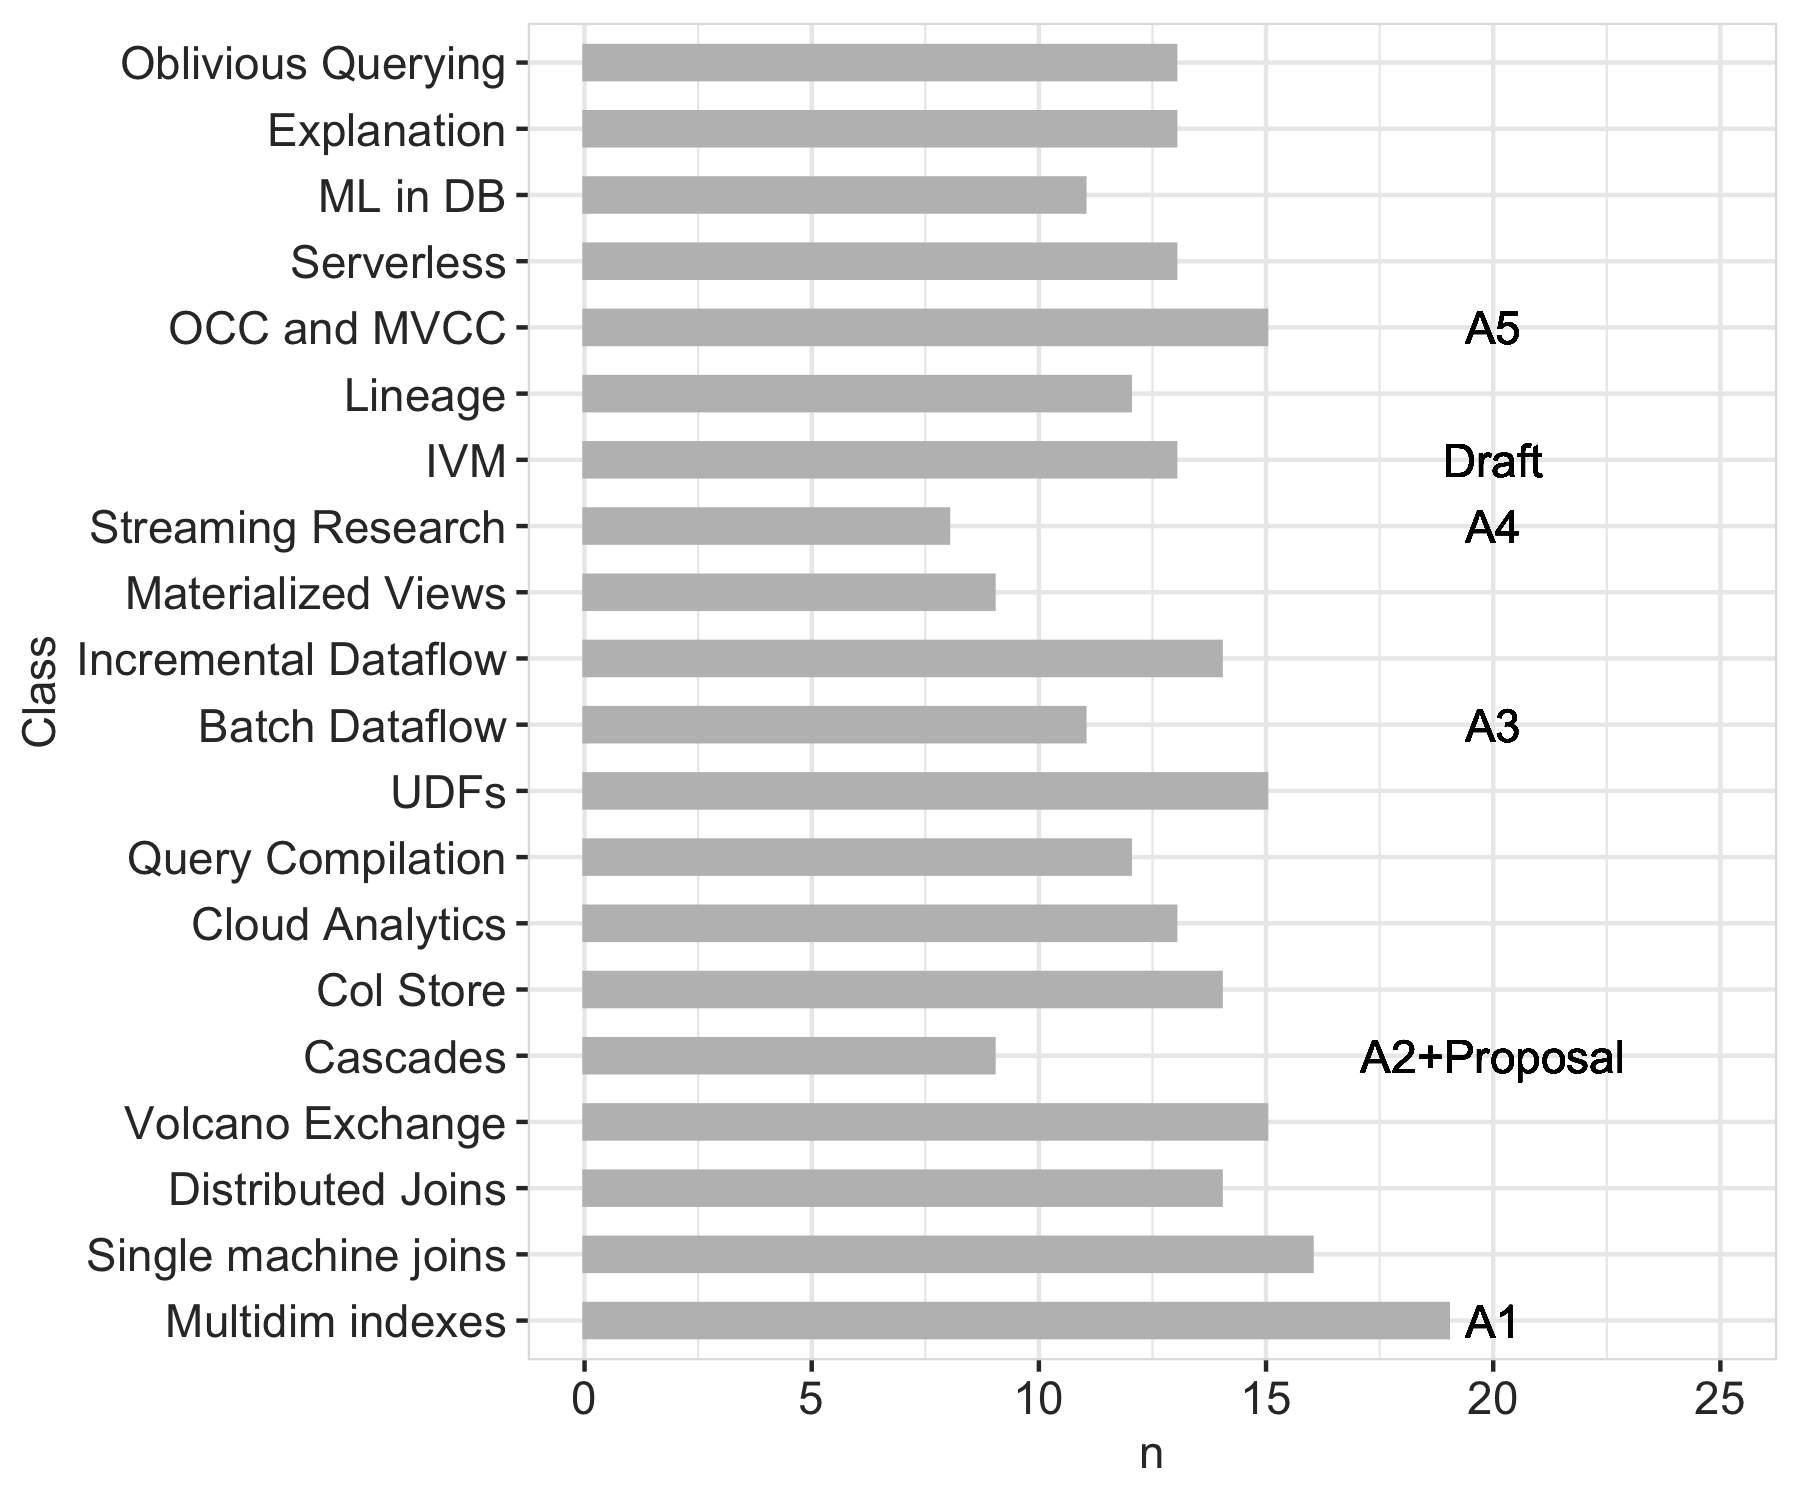 Oblivious Querying
Explanation
ML in DB
Serverless
OCC and MVCC A5
Lineage
IVM Draft
Streaming Research A4
Materialized Views
Incremental Dataflow
Batch Dataflow A3
UDFs
Query Compilation
Cloud Analytics
Col Store
Cascades A2+Proposal
Volcano Exchange
Distributed Joins
Single machine joins
Multidim indexes A1
Class
0 5 10 15 20 25
n